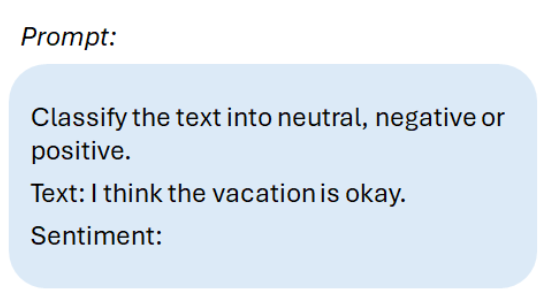 Prompt:
Classify the text into neutral, negative or
positive.
Text: I think the vacation is okay.
Sentiment: